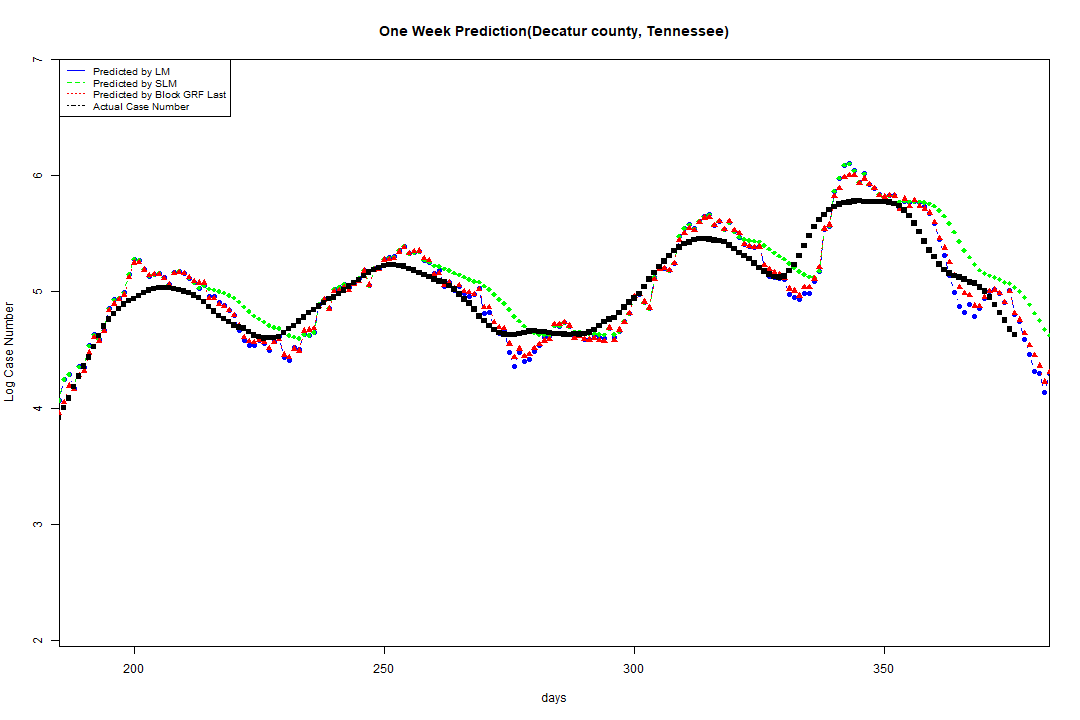 One Week Prediction(Decatur county, Tennessee)
7
Predicted by LM
Predicted by SLM
Predicted by Block GRF Last
Actual Case Number
6
5
4
3
2
Log Case Number
200 250 300 350
days